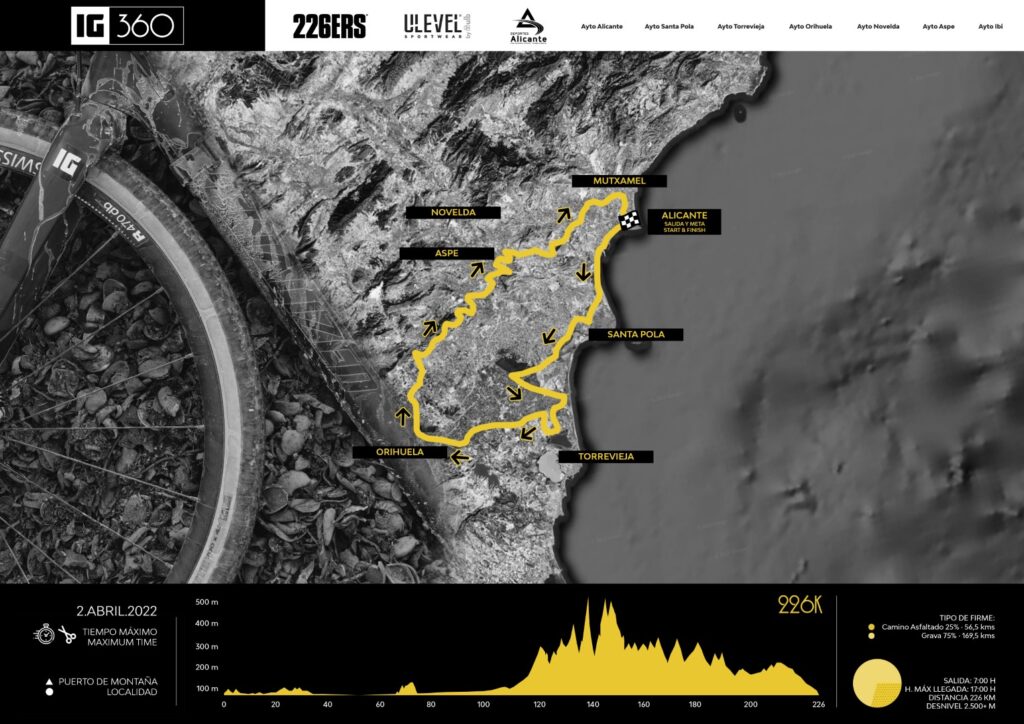 IG 360
226ERS
ULEVEL
SPORTSWEAR
DEPORTES
Alicante
Ayto Alicante
Ayto Santa Pola
Ayto Torrevieja
Ayto Orihuela
Ayto Novelda
Ayto Aspe
Ayto Ibi
SWISS
IG
R470db
MUTXAMEL
NOVELDA
ALICANTE
SALIDA Y META
START & FINISH
ASPE
SANTA POLA
ORIHUELA
TORREVIEJA
2.ABRIL.2022
TIEMPO MÁXIMO
MAXIMUM TIME
PUERTO DE MONTAÑA
LOCALIDAD
500 m
400 m
300 m
200 m
100 m
0
20
40
60
80
100
120
140
160
180
200
226
226K
TIPO DE FIRME:
Camino Asfaltado 25% · 56,5 kms
Grava 75% · 169,5 kms
SALIDA: 7:00 H
H. MÁX LLEGADA: 17:00 H
DISTANCIA 226 KM
DESNIVEL 2.500+ M